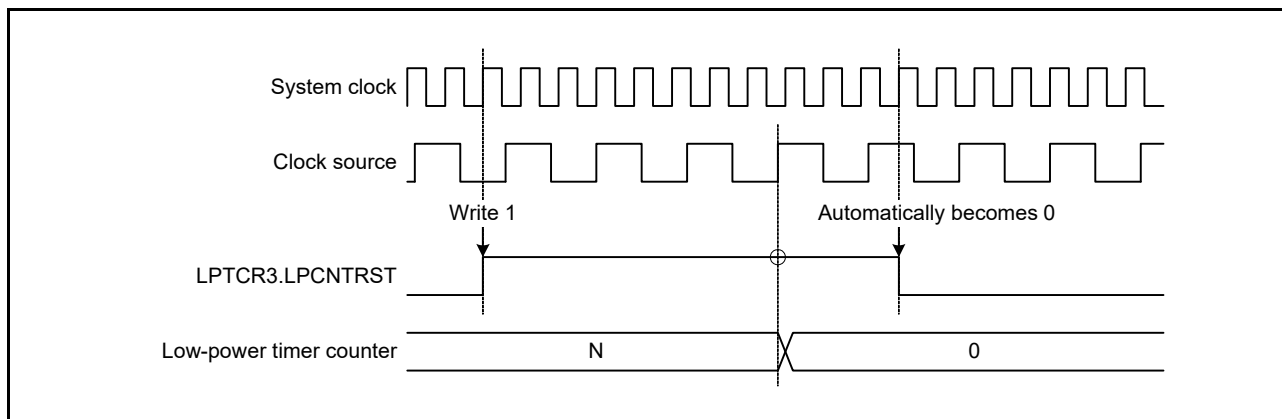 System clock
Clock source
Write 1
Automatically becomes 0
LPTCR3.LPCNTRST
Low-power timer counter
N
0